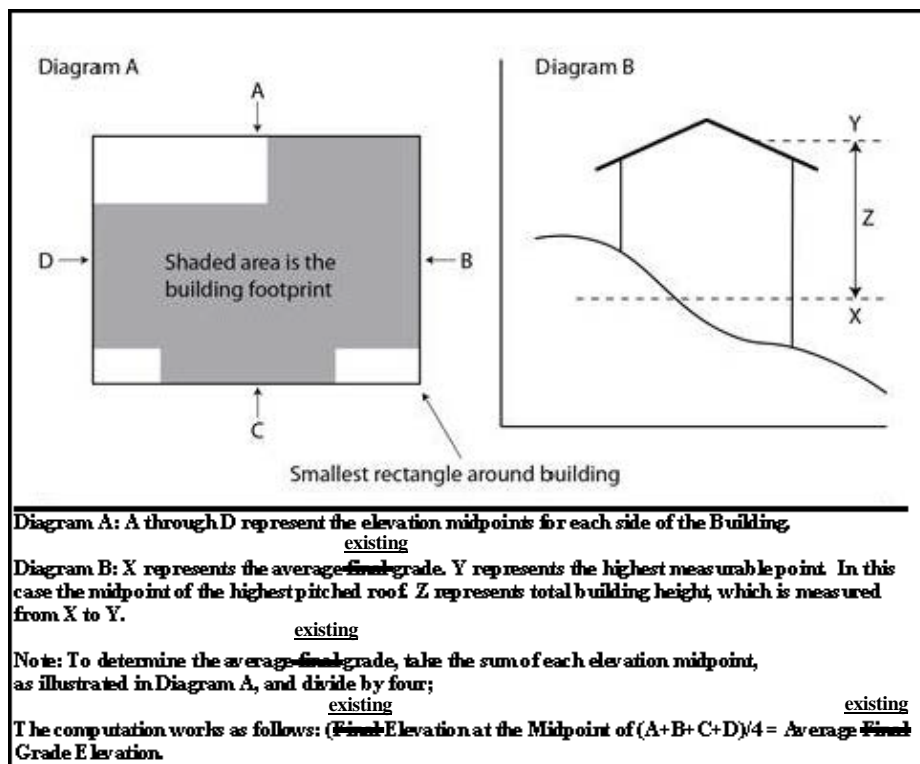 Diagram A
Diagram B
A
Y
D
Shaded area is the
building footprint
B
Z
X
C
Smallest rectangle around building
Diagram A: A through D represent the elevation midpoints for each side of the Building.
existing
Diagram B: X represents the average final grade. Y represents the highest measurable point. In this
case the midpoint of the highest pitched roof. Z represents total building height, which is measured
from X to Y.
existing
Note: To determine the average final grade, take the sum of each elevation midpoint,
as illustrated in Diagram A, and divide by four;
existing existing
The computation works as follows: (Final Elevation at the Midpoint of (A+B+C+D)/4 = Average Final
Grade Elevation.